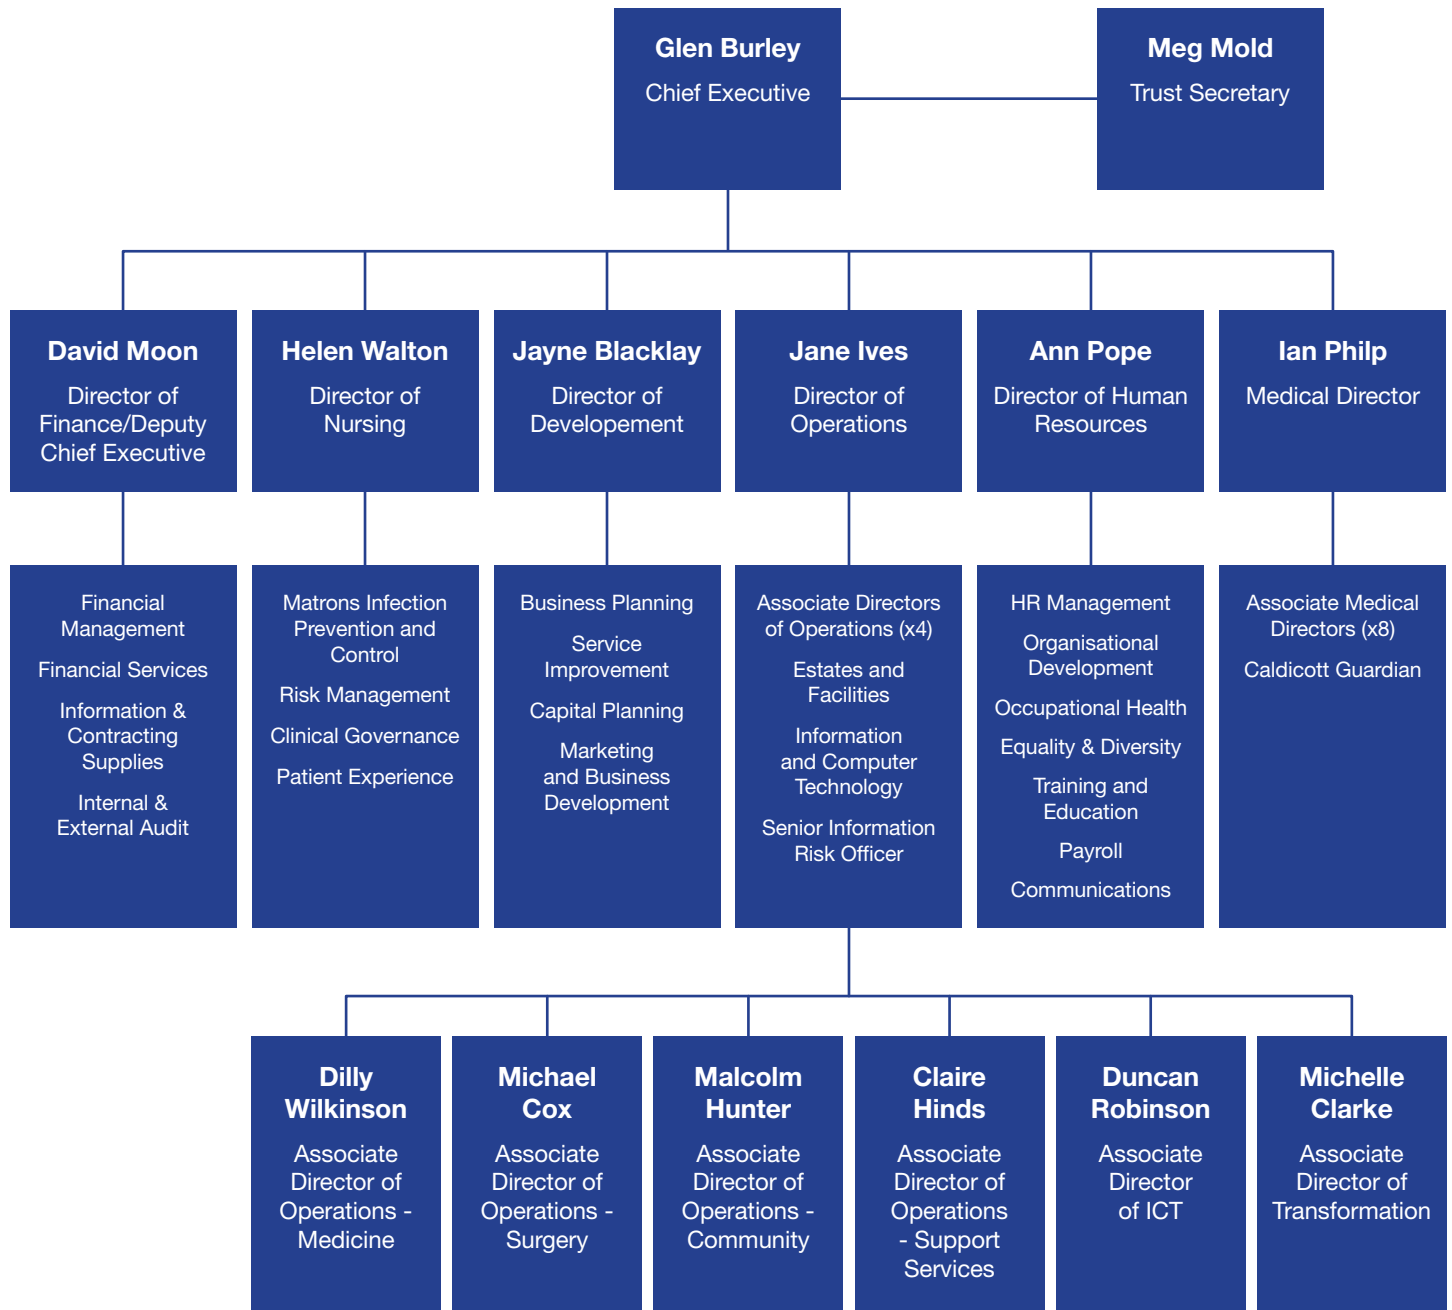 Glen Burley
Chief Executive
Meg Mold
Trust Secretary
David Moon
Director of
Finance/Deputy
Chief Executive
Helen Walton
Director of
Nursing
Jayne Blacklay
Director of
Developement
Jane Ives
Director of
Operations
Ann Pope
Director of Human
Resources
Ian Philp
Medical Director
Financial
Management
Financial Services
Information &
Contracting
Supplies
Internal &
External Audit
Matrons Infection
Prevention and
Control
Risk Management
Clinical Governance
Patient Experience
Business Planning
Service
Improvement
Capital Planning
Marketing
and Business
Development
Associate Directors
of Operations (x4)
Estates and
Facilities
Information
and Computer
Technology
Senior Information
Risk Officer
HR Management
Organisational
Development
Occupational Health
Equality & Diversity
Training and
Education
Payroll
Communications
Associate Medical
Directors (x8)
Caldicott Guardian
Dilly
Wilkinson
Associate
Director of
Operations -
Medicine
Michael
Cox
Associate
Director of
Operations -
Surgery
Malcolm
Hunter
Associate
Director of
Operations -
Community
Claire
Hinds
Associate
Director of
Operations
- Support
Services
Duncan
Robinson
Associate
Director
of ICT
Michelle
Clarke
Associate
Director of
Transformation